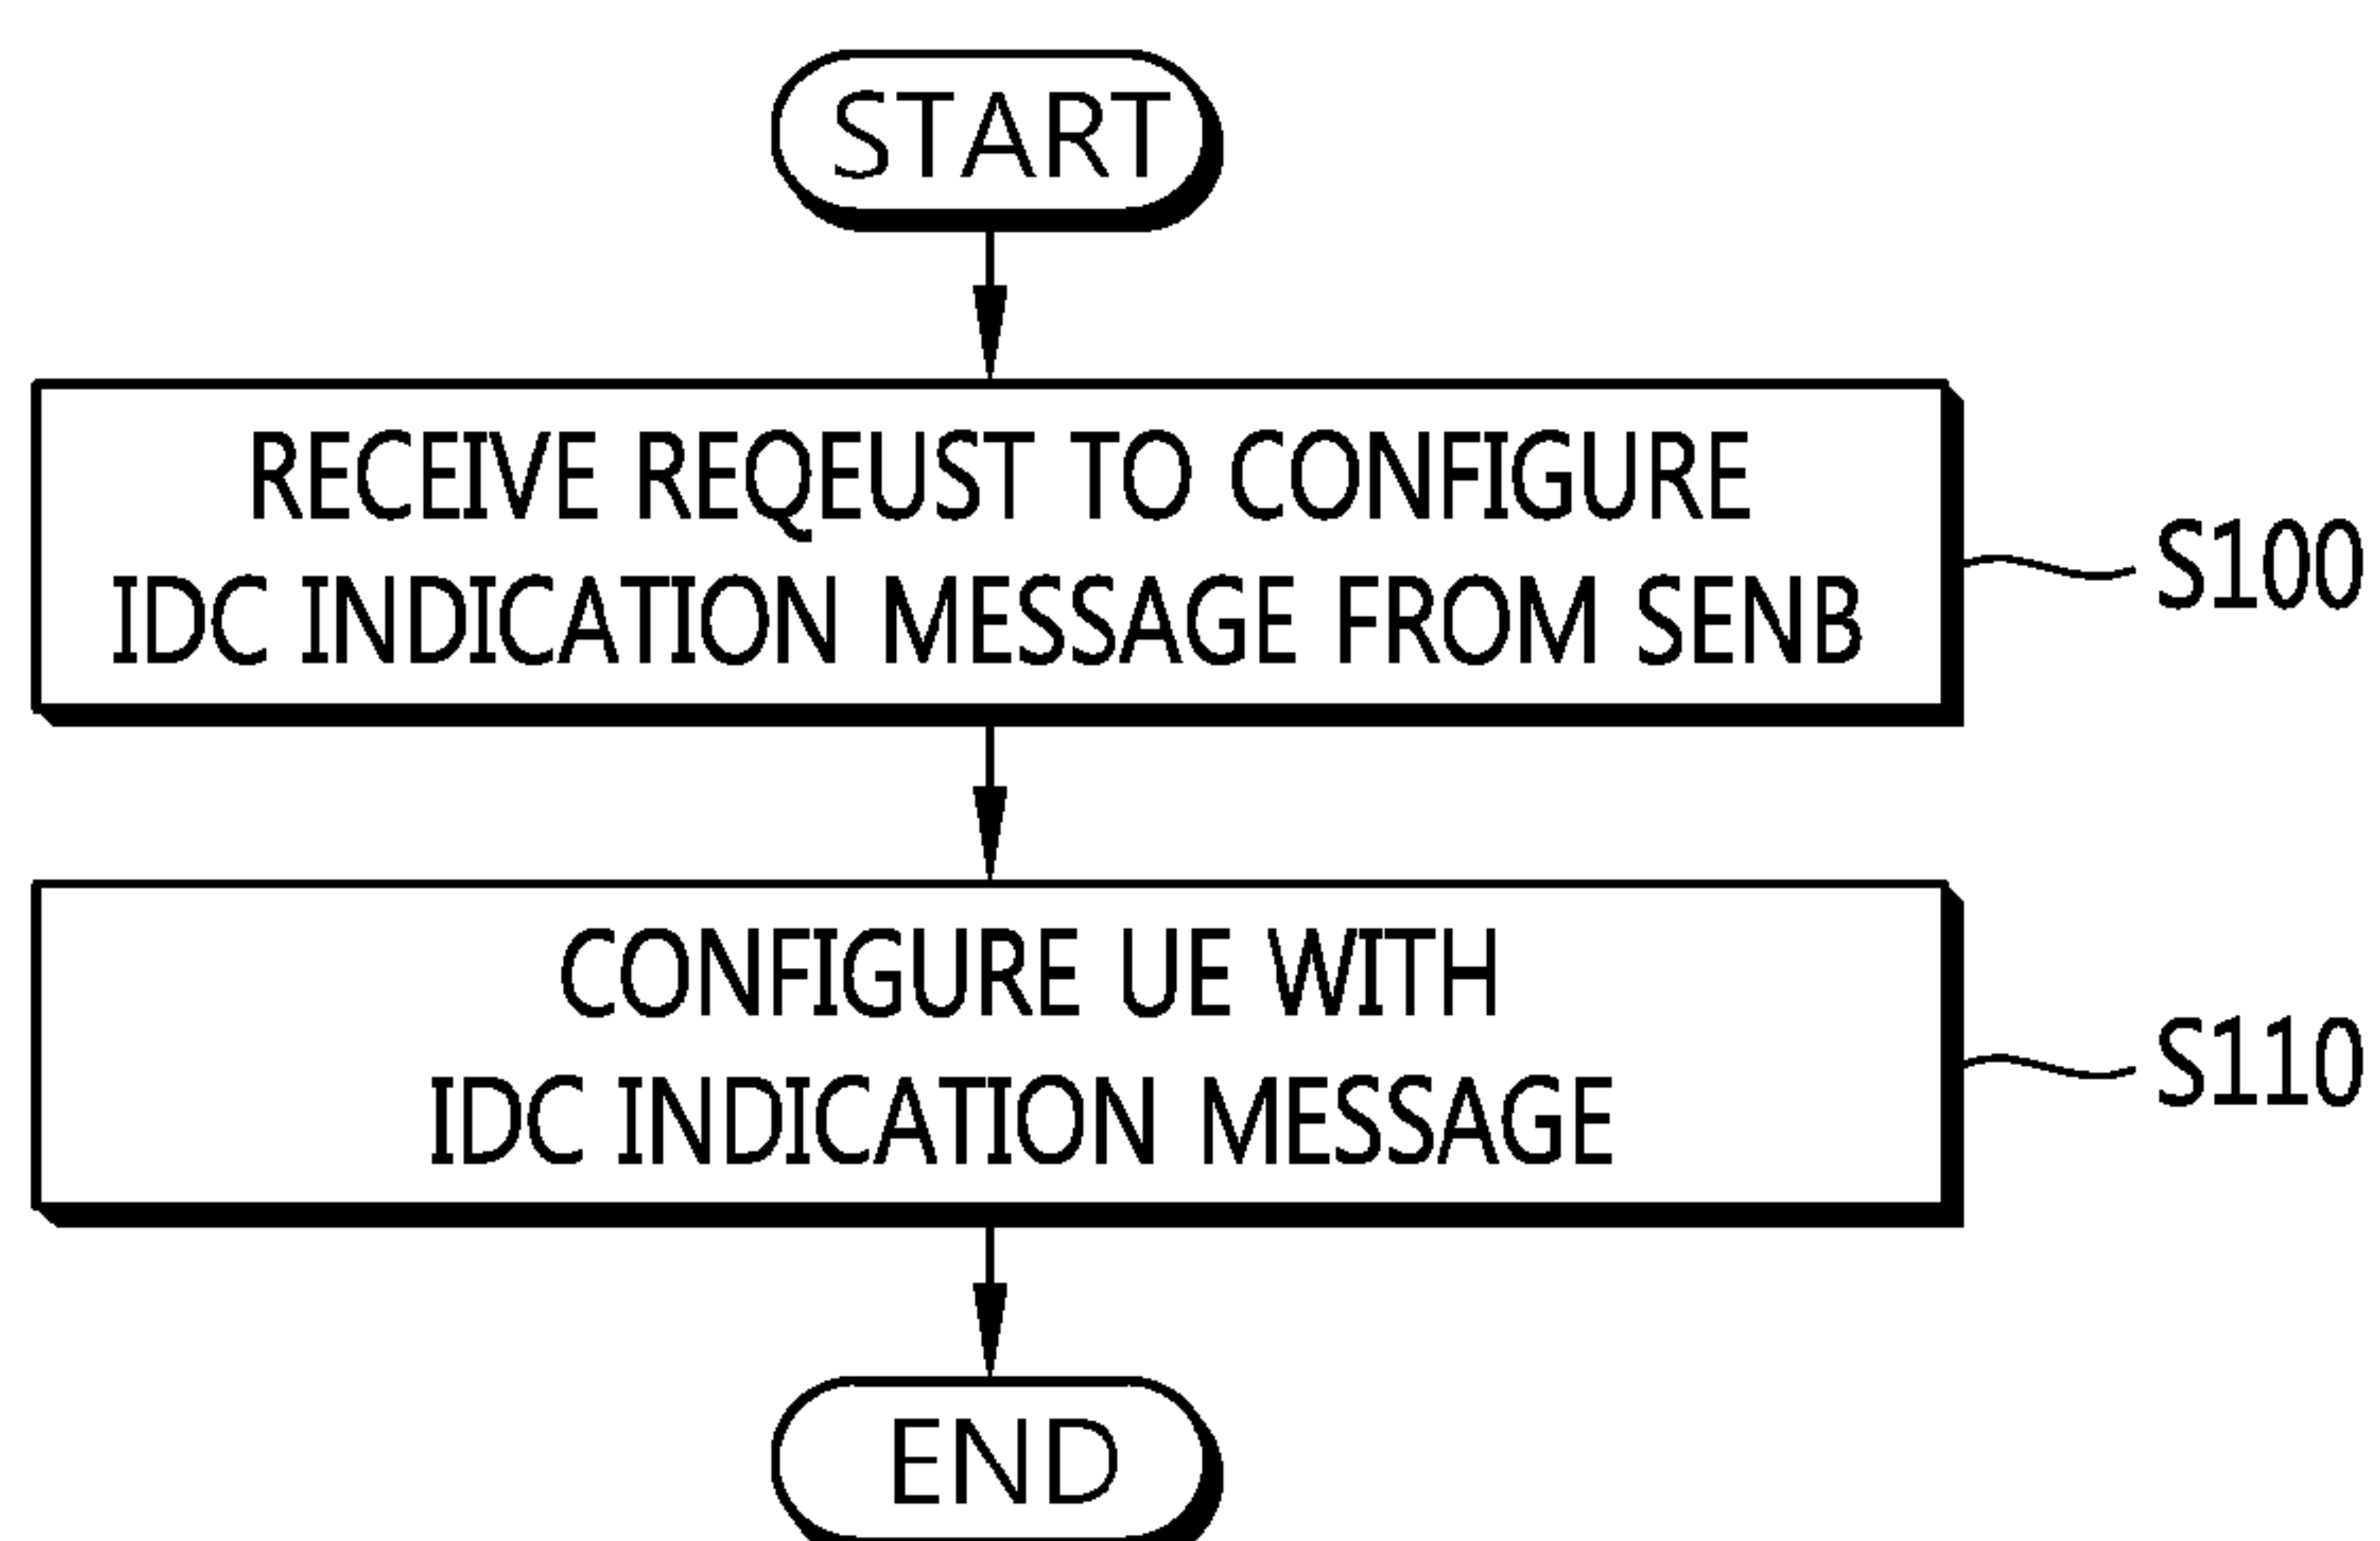 START
RECEIVE REQEUST TO CONFIGURE
IDC INDICATION MESSAGE FROM SENB
S100
CONFIGURE UE WITH
IDC INDICATION MESSAGE
S110
END